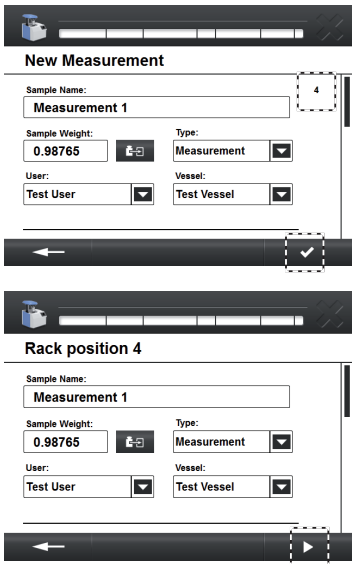 New Measurement
Sample Name:
4
Measurement 1
Sample Weight:
Type:
0.98765
Measurement
User:
Vessel:
Test User
Test Vessel
Rack position 4
Sample Name:
Measurement 1
Sample Weight:
Type:
0.98765
Measurement
User:
Vessel:
Test User
Test Vessel